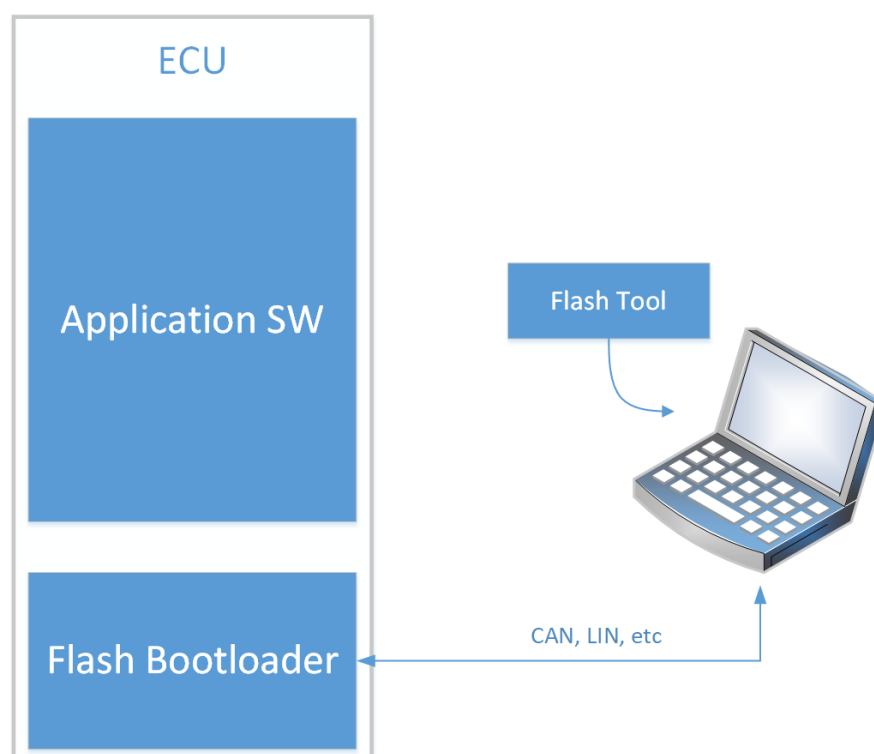 ECU
Application SW
Flash Tool
CAN, LIN, etc
Flash Bootloader